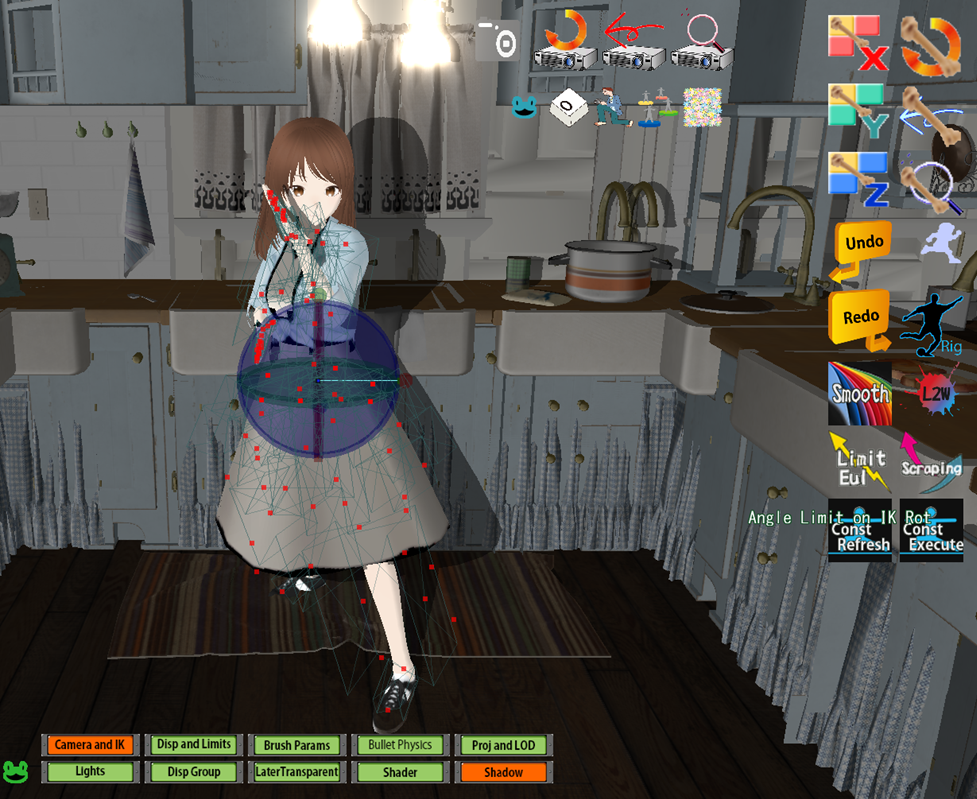 X
Y
Z
Undo
Redo
Rig
Smooth
L2W
Limit
Eul
Scraping
Angle Limit on IK Rot
Const
Refresh
Const
Execute
Camera and IK
Disp and Limits
Brush Params
Bullet Physics
Proj and LOD
Lights
Disp Group
LaterTransparent
Shader
Shadow